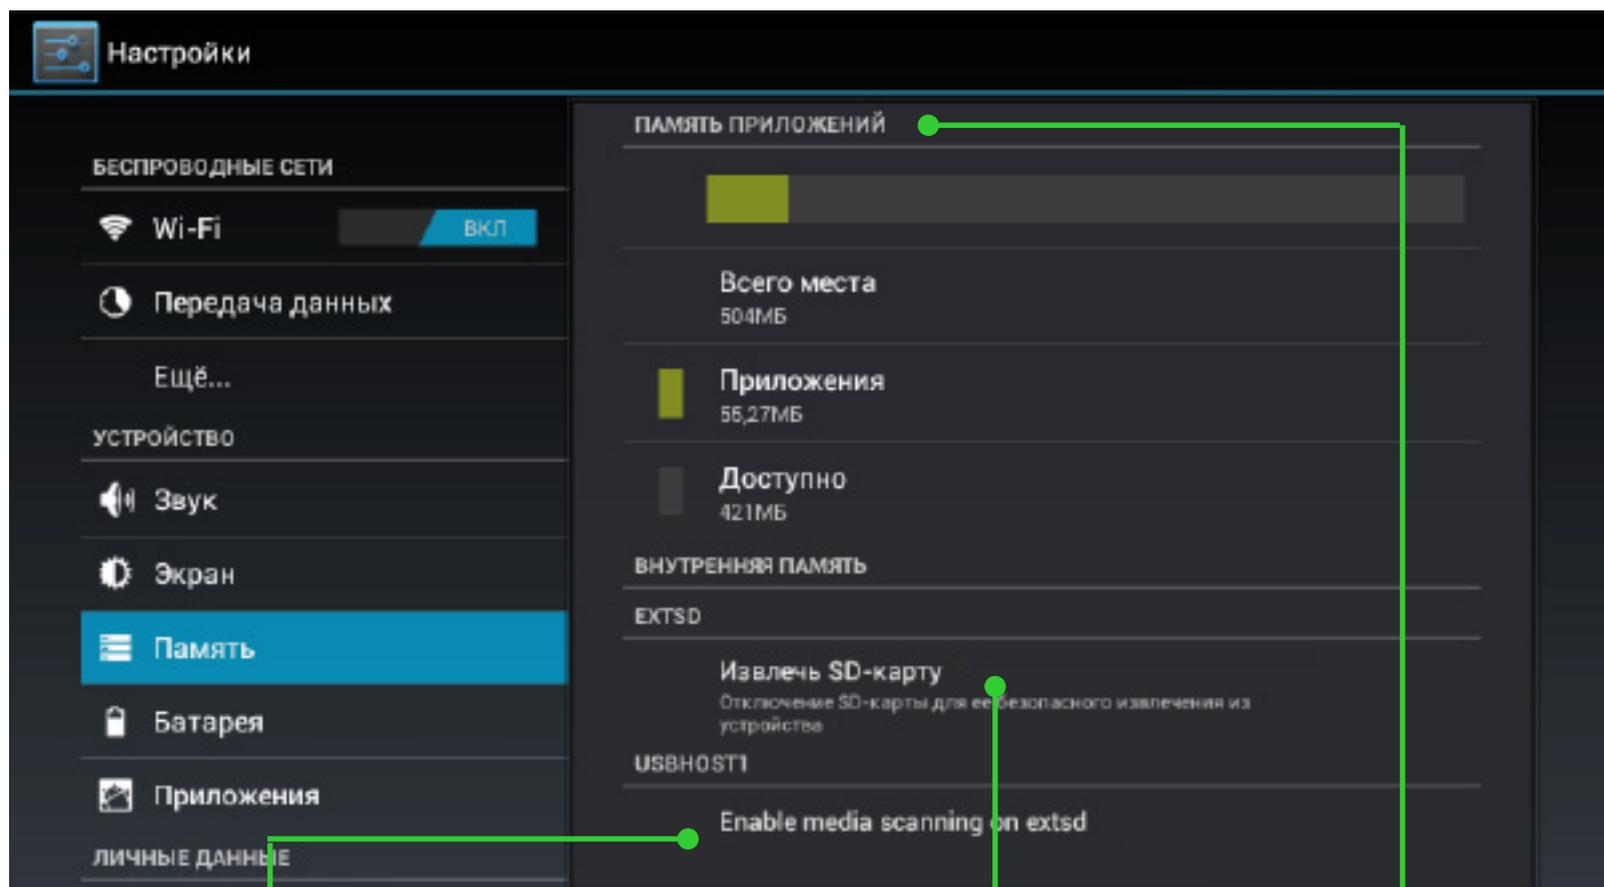 Настройки
БЕСПРОВОДНЫЕ СЕТИ
Wi-Fi
ВКЛ
Передача данных
Ещё...
УСТРОЙСТВО
Звук
Экран
Память
Батарея
Приложения
ЛИЧНЫЕ ДАННЫЕ
ПАМЯТЬ ПРИЛОЖЕНИЙ
Всего места
504МБ
Приложения
55,27МБ
Доступно
421МБ
ВНУТРЕННЯЯ ПАМЯТЬ
EXTSD
Извлечь SD-карту
Отключение SD-карты для её безопасного извлечения из
устройства
USBHOST1
Enable media scanning on extsd